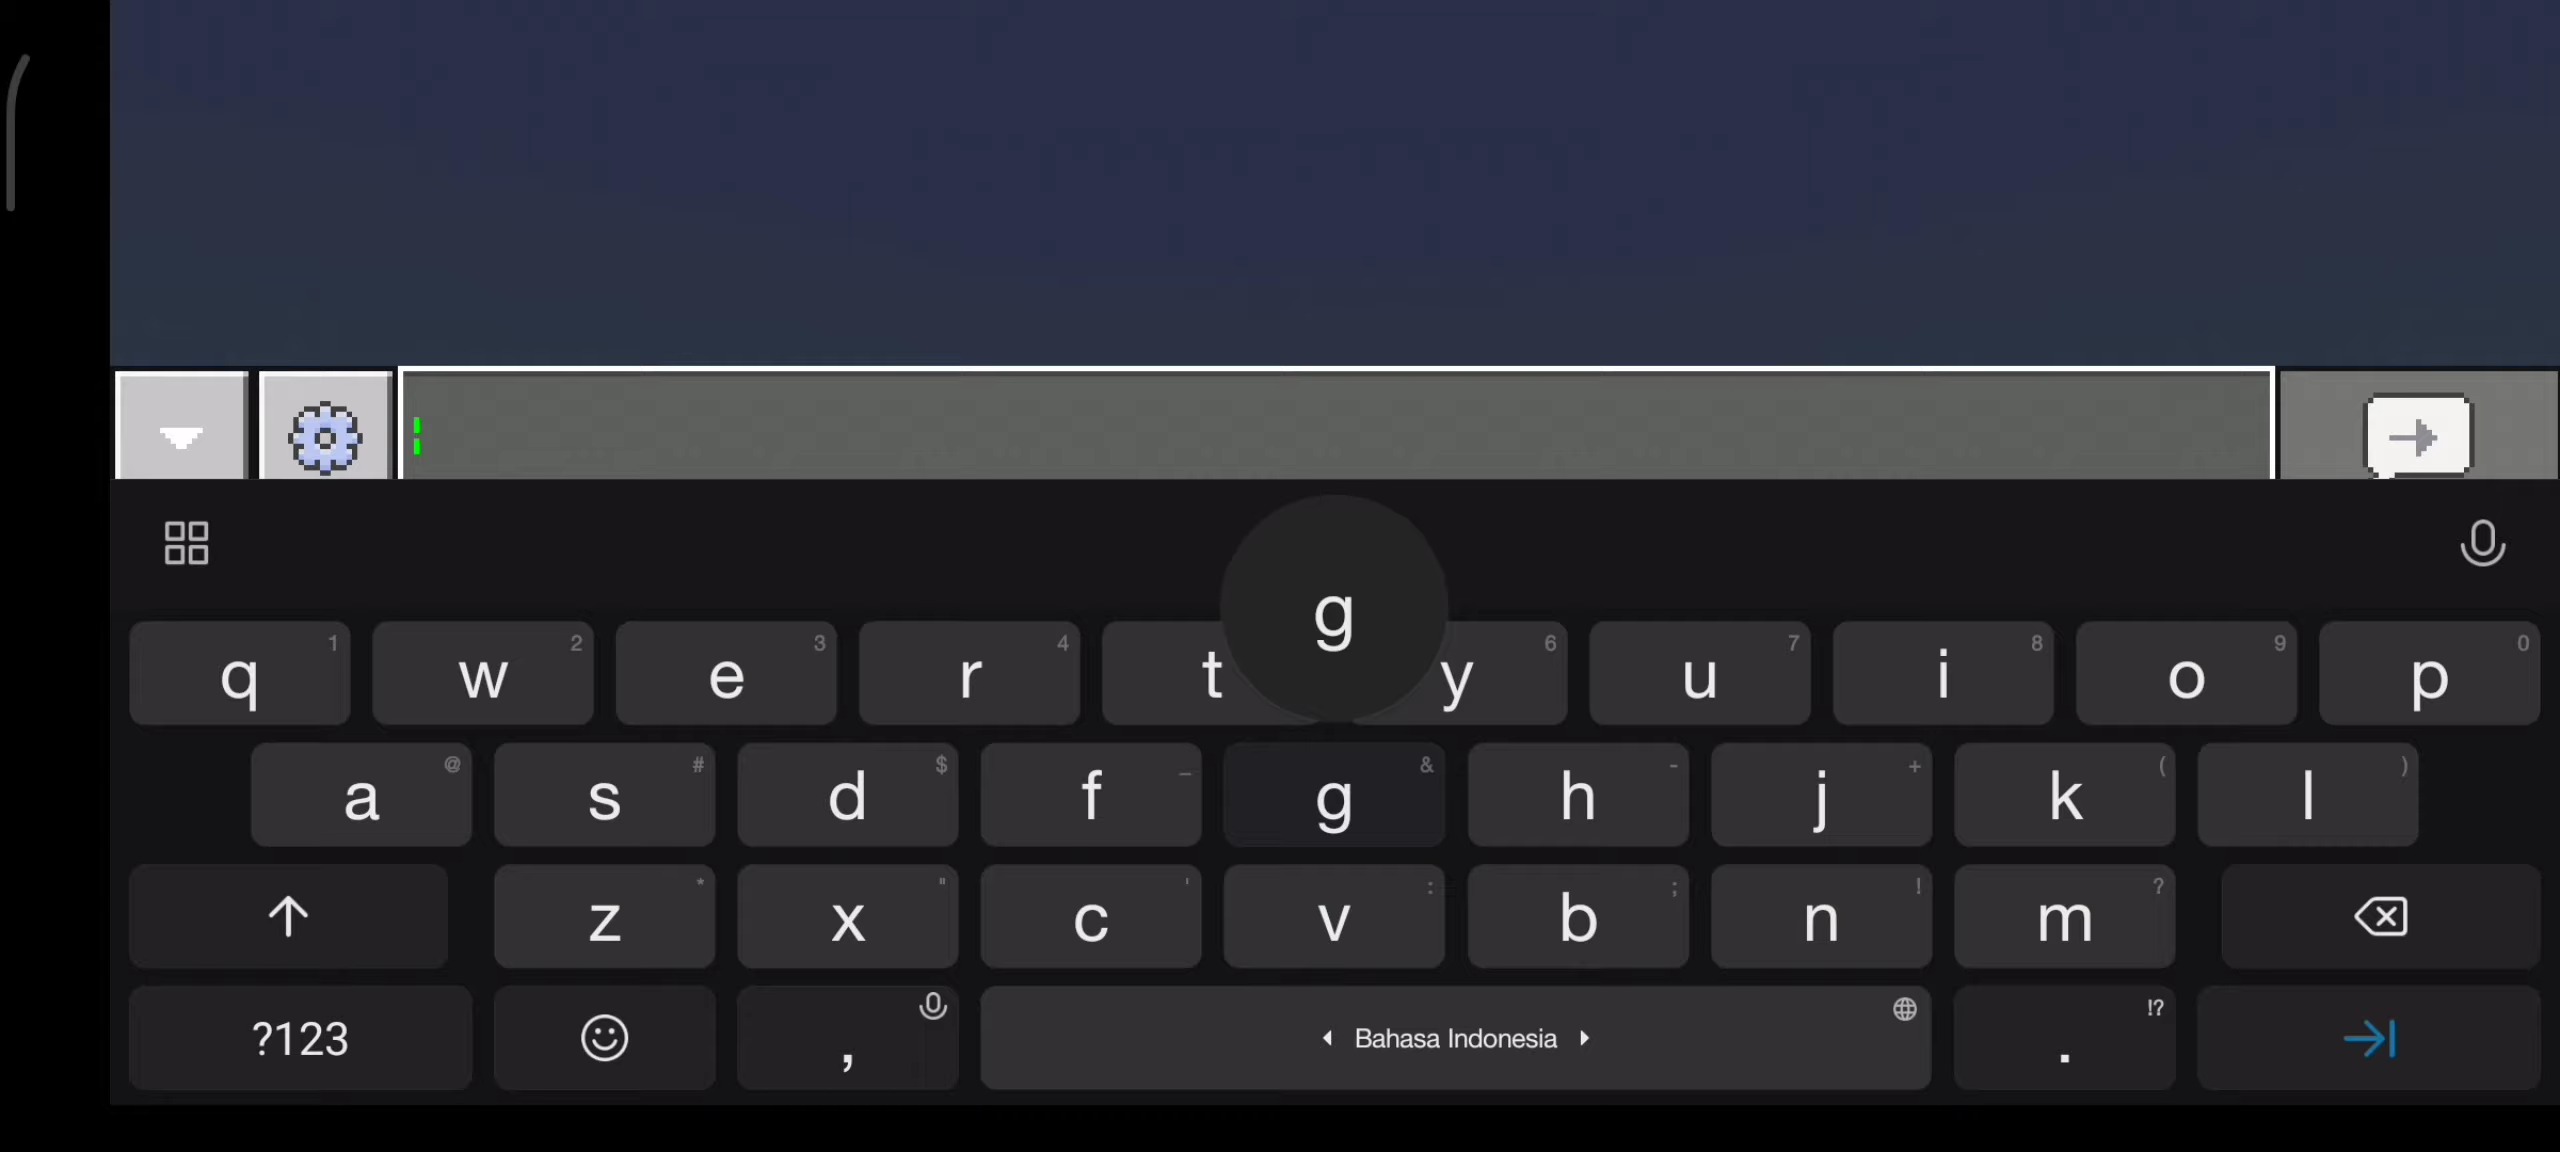 g
q 1 w 2 e 3 r 4 t y 6 u 7 i 8 o 9 p 0
a @ s # d $ f _ g & h - j + k ( l )
z * x " c ' v : b ; n ! m ?
?123 , Bahasa Indonesia . !?